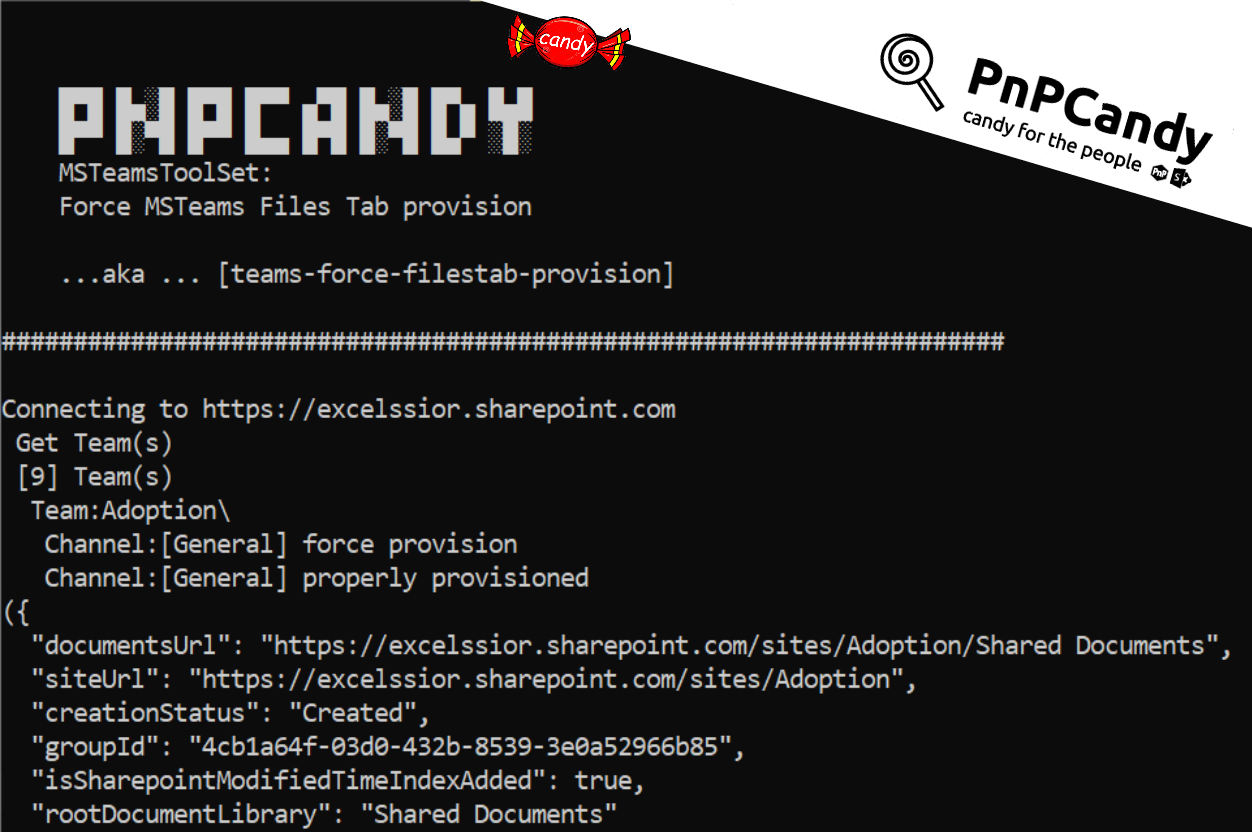 candy
PnPCandy
candy for the people
PnP
S
PNPCANDY
MSTeamsToolSet:
Force MSTeams Files Tab provision
...aka ... [teams-force-filestab-provision]
######################################################################
Connecting to https://excelssior.sharepoint.com
Get Team(s)
[9] Team(s)
Team:Adoption\
Channel:[General] force provision
Channel:[General] properly provisioned
({
"documentsUrl": "https://excelssior.sharepoint.com/sites/Adoption/Shared Documents",
"siteUrl": "https://excelssior.sharepoint.com/sites/Adoption",
"creationStatus": "Created",
"groupId": "4cb1a64f-03d0-432b-8539-3e0a52966b85",
"isSharepointModifiedTimeIndexAdded": true,
"rootDocumentLibrary": "Shared Documents"